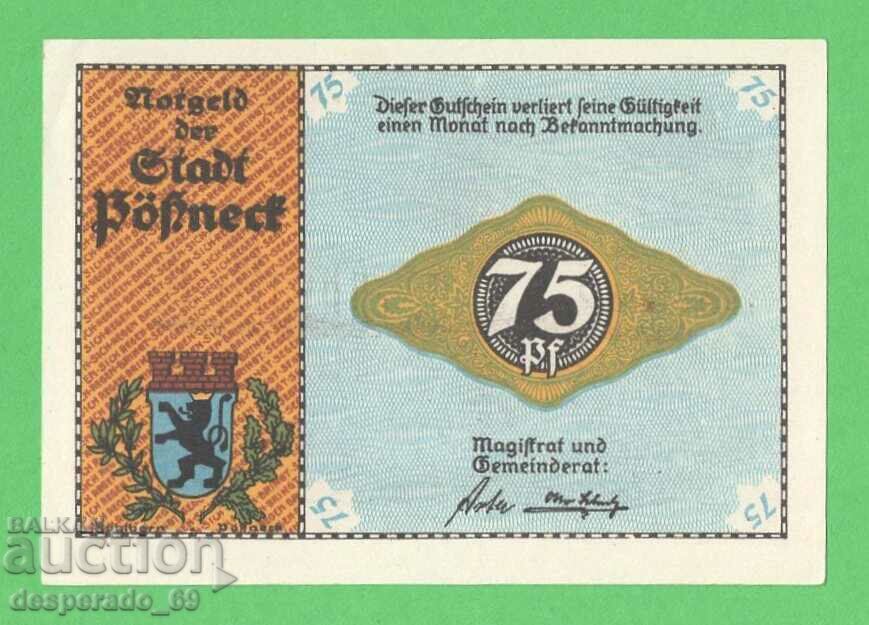 Notgeld
der
Stadt
Pößneck
75
75
Dieser Gutschein verliert seine Gültigkeit
einen Monat nach Bekanntmachung.
75
Pf
Magistrat und
Gemeinderat:
75
75
Pößneck
BALKAN
auction
desperado_69